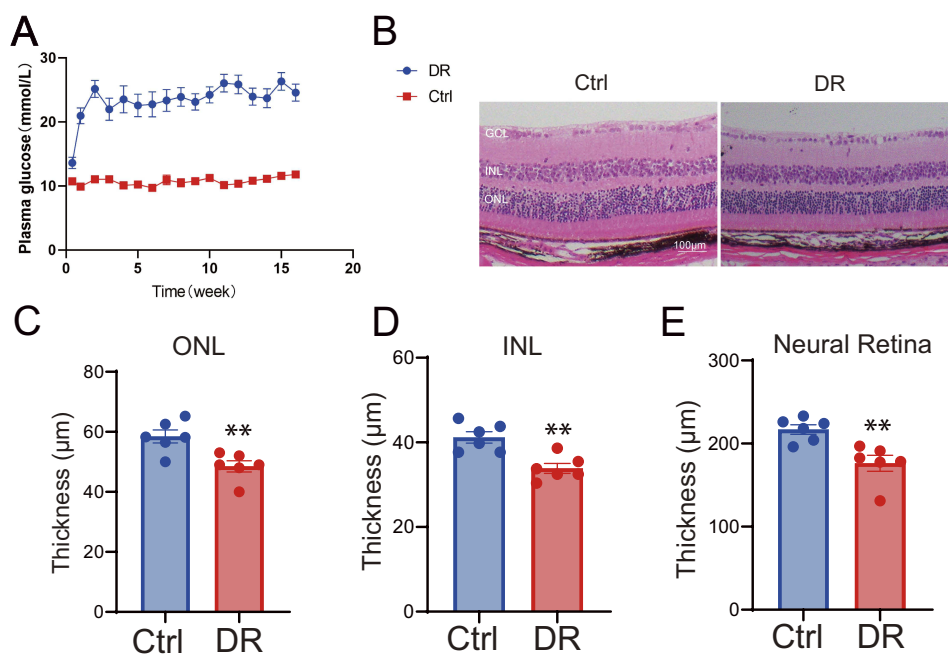 A
Plasma glucose(mmol/L)
30
20
10
0
0
5
10
15
20
Time(week)
DR
Ctrl
B
Ctrl
DR
GCL
INL
ONL
100μm
C
ONL
Thickness (μm)
80
60
40
20
0
**
Ctrl
DR
D
INL
Thickness (μm)
60
40
20
0
**
Ctrl
DR
E
Neural Retina
Thickness (μm)
300
200
100
0
**
Ctrl
DR